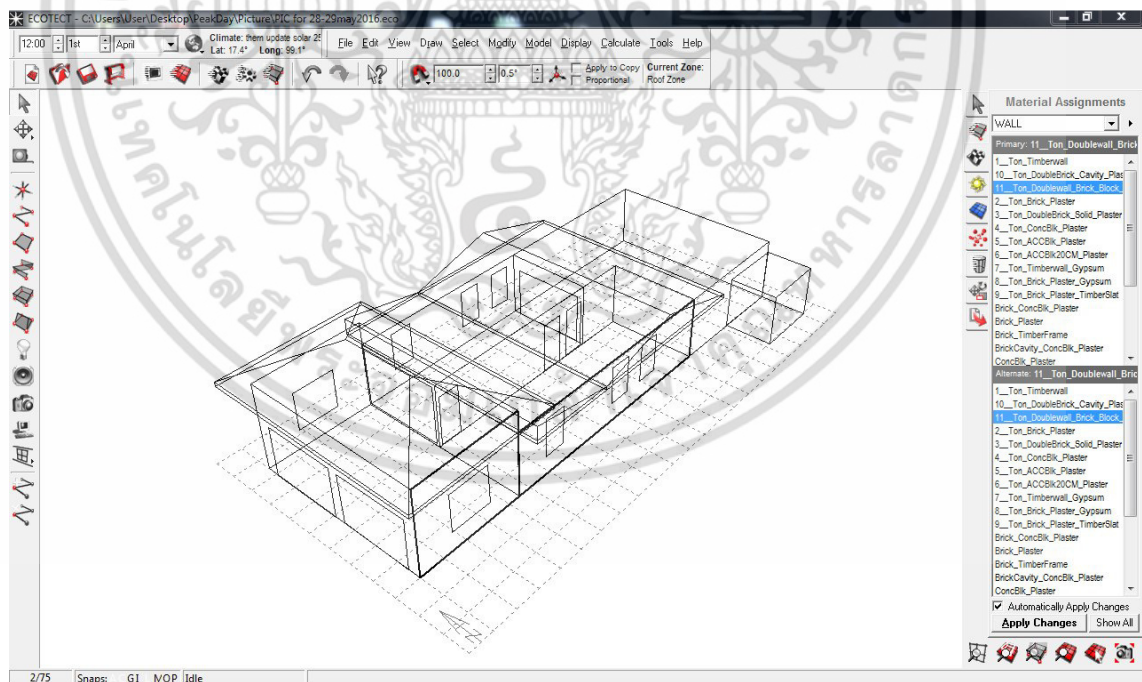 ECOTECT - C:\Users\User\Desktop\PeakDay\Picture\PIC for 28-29may2016.eco
12:00 1st April
Climate: them update solar 25
Lat: 17.4° Long: 99.1°
File Edit View Draw Select Modify Model Display Calculate Tools Help
100.0 0.5°
Apply to Copy
Proportional
Current Zone:
Roof Zone
Material Assignments
WALL
Primary: 11__Ton_Doublewall_Brick
1__Ton_Timberwall
10__Ton_DoubleBrick_Cavity_Plas
11__Ton_Doublewall_Brick_Block_
2__Ton_Brick_Plaster
3__Ton_DoubleBrick_Solid_Plaster
4__Ton_ConcBlk_Plaster
5__Ton_ACCBlk_Plaster
6__Ton_ACCBlk20CM_Plaster
7__Ton_Timberwall_Gypsum
8__Ton_Brick_Plaster_Gypsum
9__Ton_Brick_Plaster_TimberSlat
Brick_ConcBlk_Plaster
Brick_Plaster
Brick_TimberFrame
BrickCavity_ConcBlk_Plaster
ConcBlk_Plaster
Alternate: 11__Ton_Doublewall_Bric
1__Ton_Timberwall
10__Ton_DoubleBrick_Cavity_Plas
11__Ton_Doublewall_Brick_Block_
2__Ton_Brick_Plaster
3__Ton_DoubleBrick_Solid_Plaster
4__Ton_ConcBlk_Plaster
5__Ton_ACCBlk_Plaster
6__Ton_ACCBlk20CM_Plaster
7__Ton_Timberwall_Gypsum
8__Ton_Brick_Plaster_Gypsum
9__Ton_Brick_Plaster_TimberSlat
Brick_ConcBlk_Plaster
Brick_Plaster
Brick_TimberFrame
BrickCavity_ConcBlk_Plaster
ConcBlk_Plaster
Automatically Apply Changes
Apply Changes Show All
N
2/75 Snaps: GI MOP Idle